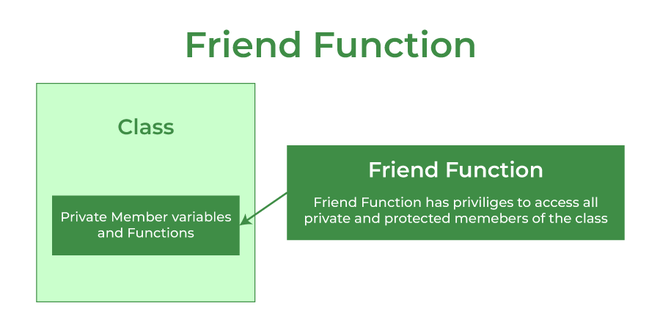 Friend Function
Class
Private Member variables
and Functions
Friend Function
Friend Function has priviliges to access all
private and protected memebers of the class